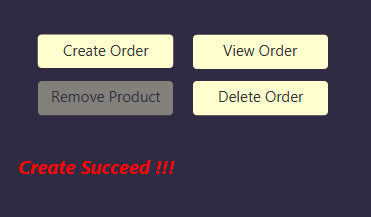 Create Order
View Order
Remove Product
Delete Order
Create Succeed !!!